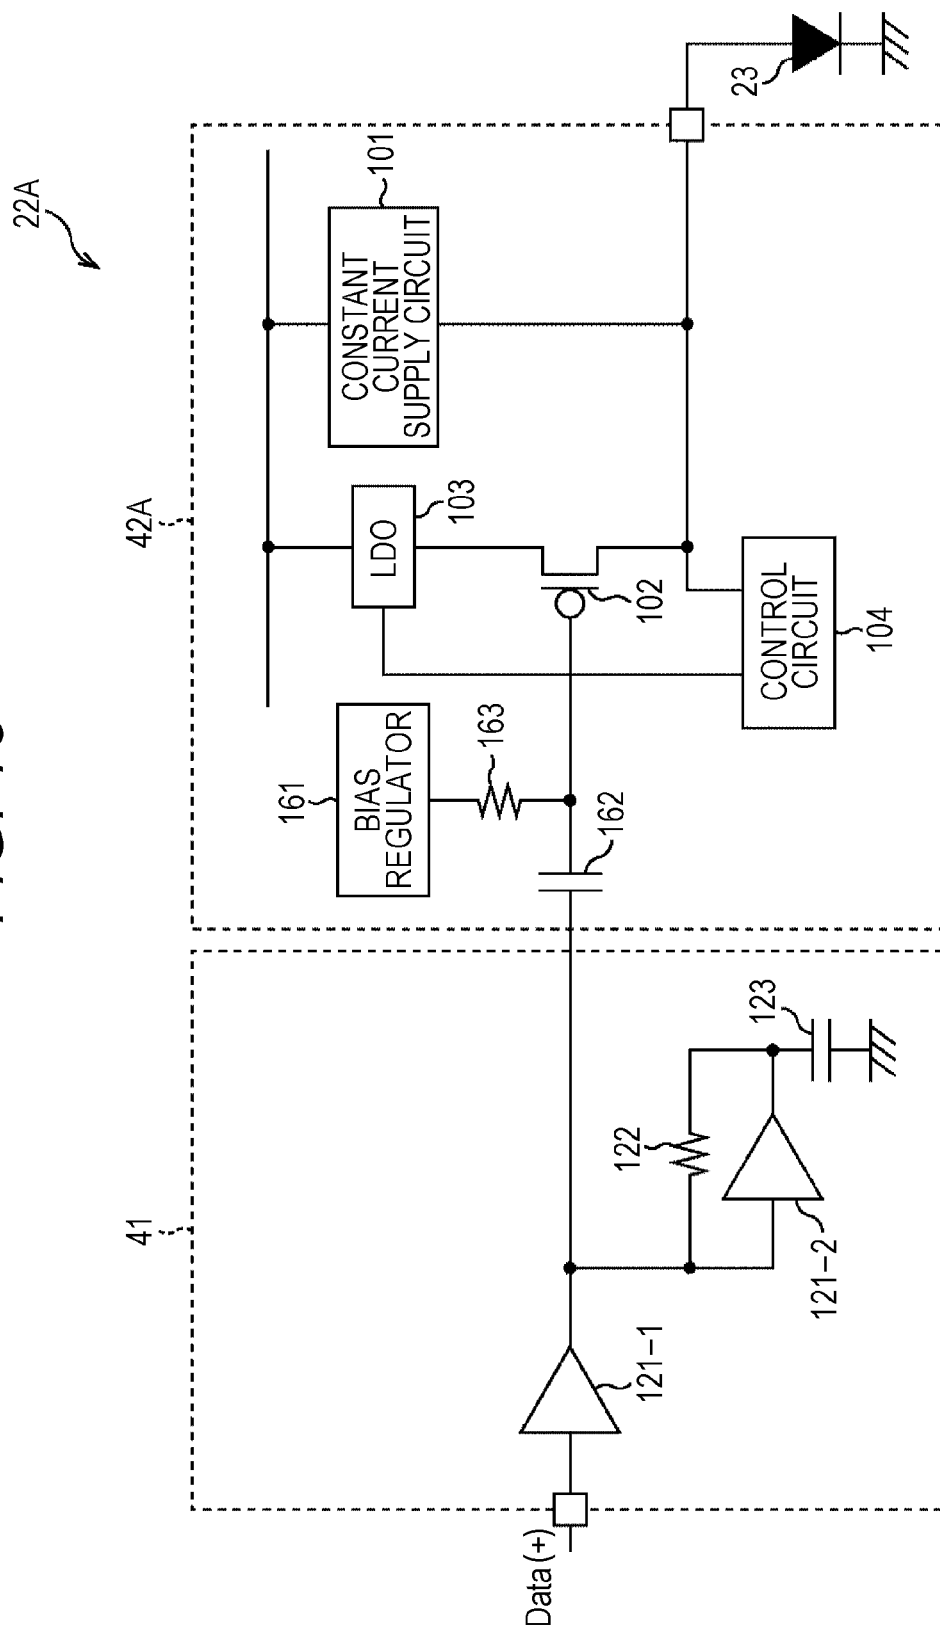 22A
42A
101
CONSTANT
CURRENT
SUPPLY CIRCUIT
23
103
LDO
102
CONTROL
CIRCUIT
104
161
BIAS
REGULATOR
163
162
41
123
122
121-2
121-1
Data (+)